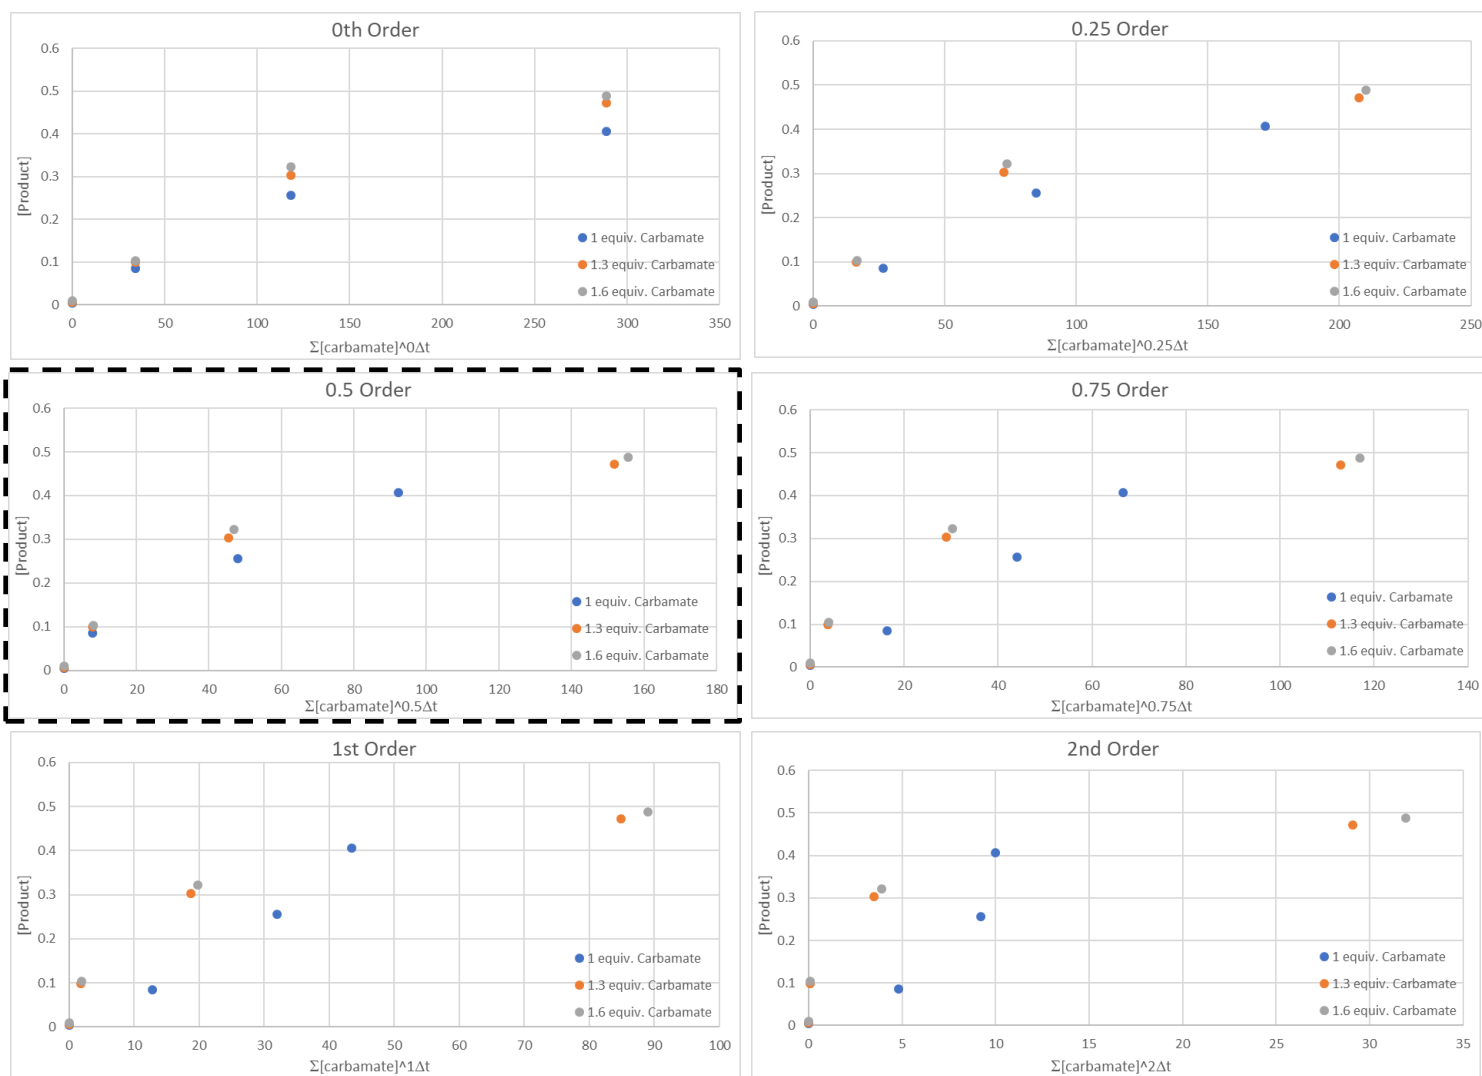 0th Order
0.6
0.5
0.4
0.3
0.2
0.1
0
[Product]
0 50 100 150 200 250 300 350
Σ[carbamate]^0Δt
1 equiv. Carbamate
1.3 equiv. Carbamate
1.6 equiv. Carbamate
0.25 Order
0.6
0.5
0.4
0.3
0.2
0.1
0
[Product]
0 50 100 150 200 250
Σ[carbamate]^0.25Δt
1 equiv. Carbamate
1.3 equiv. Carbamate
1.6 equiv. Carbamate
0.5 Order
0.6
0.5
0.4
0.3
0.2
0.1
0
[Product]
0 20 40 60 80 100 120 140 160 180
Σ[carbamate]^0.5Δt
1 equiv. Carbamate
1.3 equiv. Carbamate
1.6 equiv. Carbamate
0.75 Order
0.6
0.5
0.4
0.3
0.2
0.1
0
[Product]
0 20 40 60 80 100 120 140
Σ[carbamate]^0.75Δt
1 equiv. Carbamate
1.3 equiv. Carbamate
1.6 equiv. Carbamate
1st Order
0.6
0.5
0.4
0.3
0.2
0.1
0
[Product]
0 10 20 30 40 50 60 70 80 90 100
Σ[carbamate]^1Δt
1 equiv. Carbamate
1.3 equiv. Carbamate
1.6 equiv. Carbamate
2nd Order
0.6
0.5
0.4
0.3
0.2
0.1
0
[Product]
0 5 10 15 20 25 30 35
Σ[carbamate]^2Δt
1 equiv. Carbamate
1.3 equiv. Carbamate
1.6 equiv. Carbamate